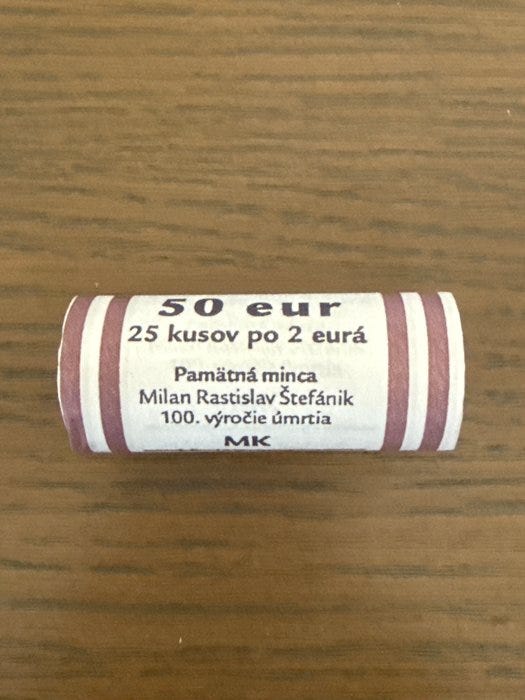 50 eur
25 kusov po 2 eurá
Pamätná minca
Milan Rastislav Štefánik
100. výročie úmrtia
MK